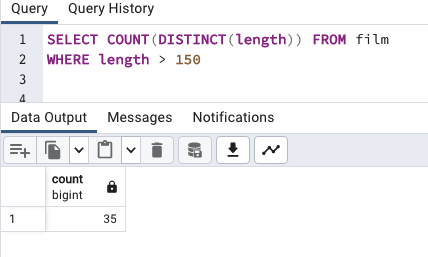 Query Query History
1 SELECT COUNT(DISTINCT(length)) FROM film
2 WHERE length > 150
3
4
Data Output Messages Notifications
count
bigint
1 35